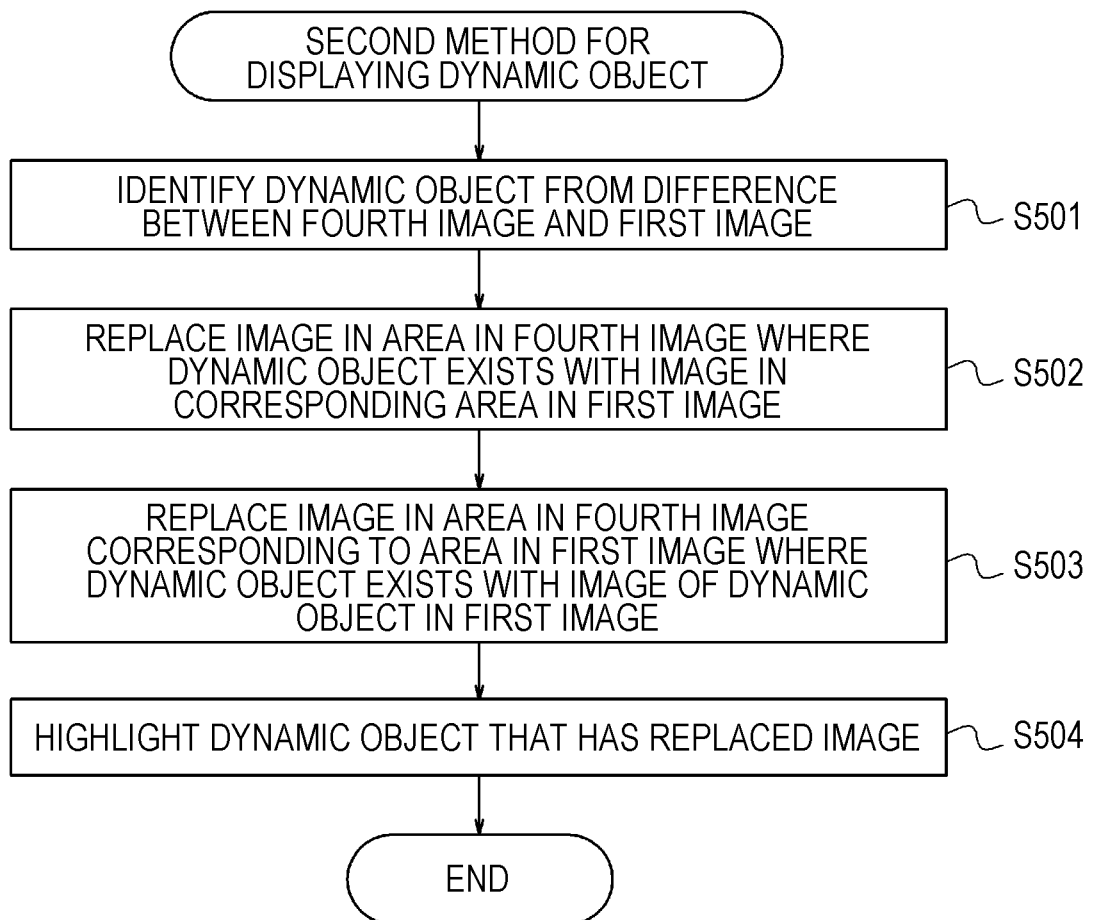 SECOND METHOD FOR
DISPLAYING DYNAMIC OBJECT
IDENTIFY DYNAMIC OBJECT FROM DIFFERENCE
BETWEEN FOURTH IMAGE AND FIRST IMAGE
S501
REPLACE IMAGE IN AREA IN FOURTH IMAGE WHERE
DYNAMIC OBJECT EXISTS WITH IMAGE IN
CORRESPONDING AREA IN FIRST IMAGE
S502
REPLACE IMAGE IN AREA IN FOURTH IMAGE
CORRESPONDING TO AREA IN FIRST IMAGE WHERE
DYNAMIC OBJECT EXISTS WITH IMAGE OF DYNAMIC
OBJECT IN FIRST IMAGE
S503
HIGHLIGHT DYNAMIC OBJECT THAT HAS REPLACED IMAGE
S504
END